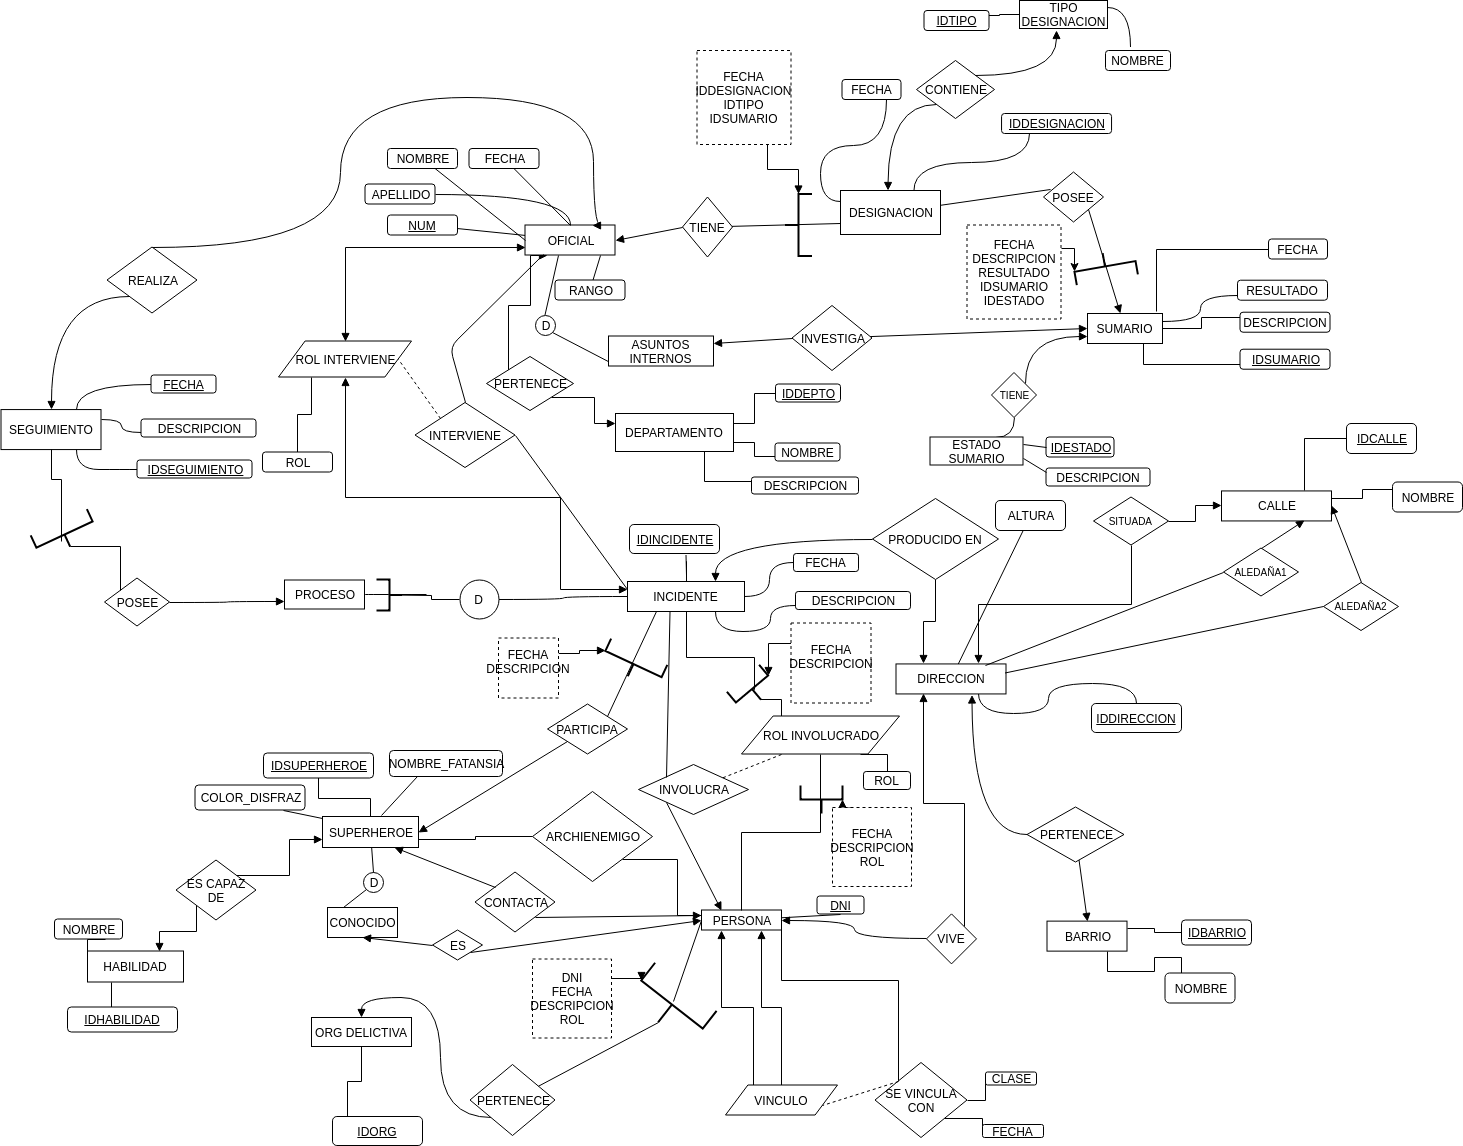 TIPO
DESIGNACION
IDTIPO
NOMBRE
FECHA
IDDESIGNACION
IDTIPO
IDSUMARIO
FECHA
CONTIENE
IDDESIGNACION
NOMBRE
FECHA
APELLIDO
NUM
OFICIAL
TIENE
DESIGNACION
POSEE
FECHA
DESCRIPCION
RESULTADO
IDSUMARIO
IDESTADO
FECHA
RESULTADO
DESCRIPCION
IDSUMARIO
SUMARIO
REALIZA
RANGO
D
ASUNTOS
INTERNOS
INVESTIGA
ROL INTERVIENE
PERTENECE
TIENE
FECHA
SEGUIMIENTO
DESCRIPCION
IDSEGUIMIENTO
ROL
INTERVIENE
IDDEPTO
DEPARTAMENTO
NOMBRE
DESCRIPCION
ESTADO
SUMARIO
IDESTADO
DESCRIPCION
IDCALLE
NOMBRE
CALLE
SITUADA
ALTURA
PRODUCIDO EN
IDINCIDENTE
FECHA
DESCRIPCION
INCIDENTE
ALEDAÑA1
ALEDAÑA2
POSEE
PROCESO
D
FECHA
DESCRIPCION
FECHA
DESCRIPCION
DIRECCION
IDDIRECCION
PARTICIPA
ROL INVOLUCRADO
ROL
INVOLUCRA
IDSUPERHEROE
NOMBRE_FATANSIA
COLOR_DISFRAZ
SUPERHEROE
ARCHIENEMIGO
FECHA
DESCRIPCION
ROL
PERTENECE
ES CAPAZ
DE
D
CONTACTA
CONOCIDO
ES
PERSONA
DNI
VIVE
BARRIO
IDBARRIO
NOMBRE
NOMBRE
HABILIDAD
IDHABILIDAD
DNI
FECHA
DESCRIPCION
ROL
ORG DELICTIVA
IDORG
PERTENECE
VINCULO
SE VINCULA
CON
CLASE
FECHA